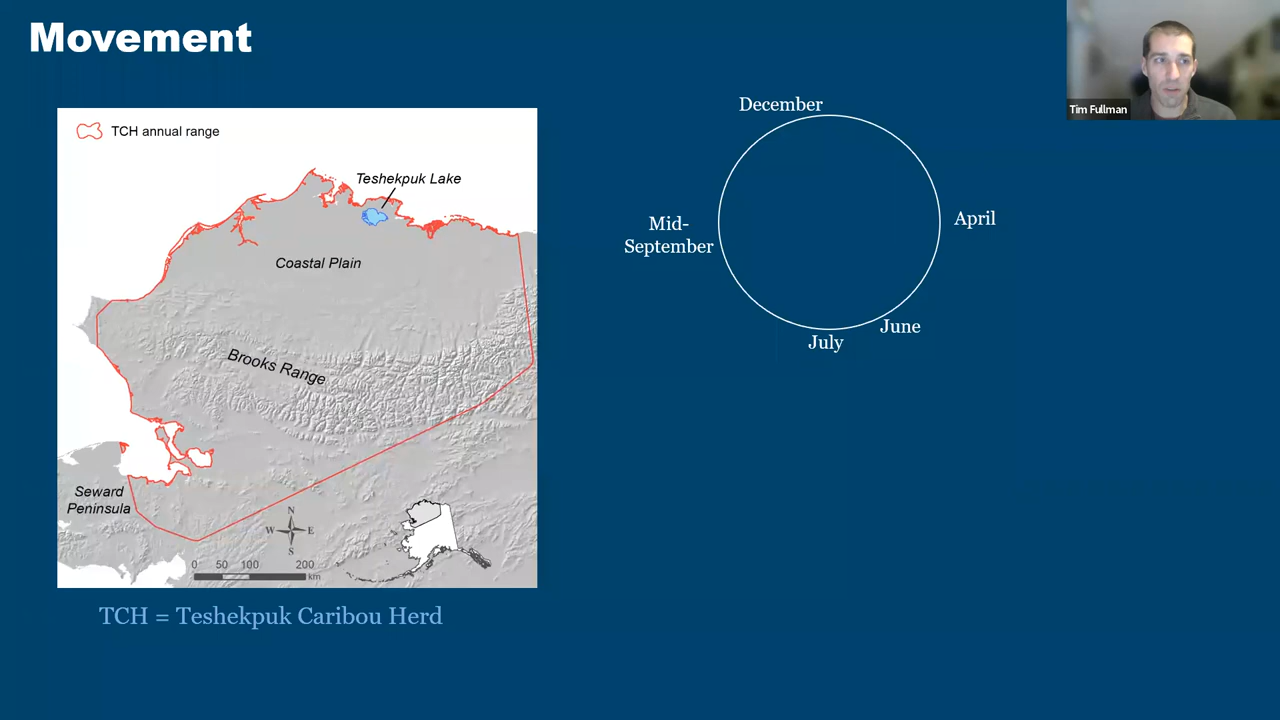 Movement
Tim Fullman
TCH annual range
Teshekpuk Lake
Coastal Plain
Brooks Range
Seward
Peninsula
N
W E
S
0 50 100 200
km
TCH = Teshekpuk Caribou Herd
December
April
Mid-
September
June
July